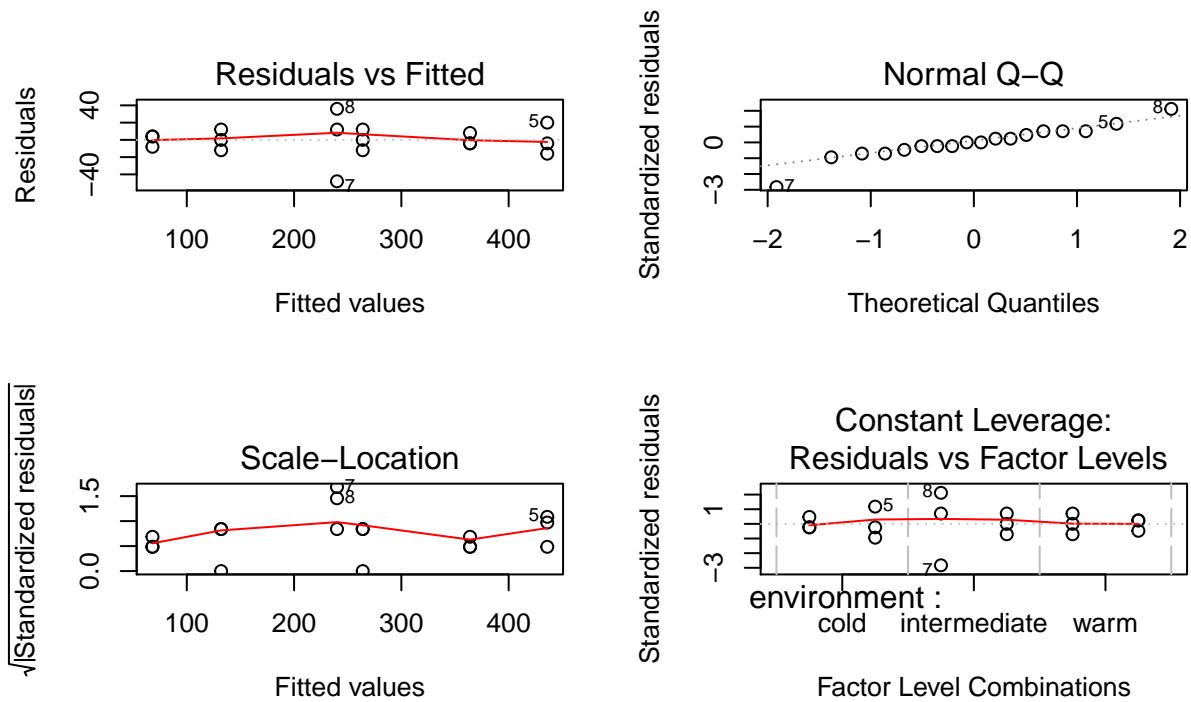 Residuals vs Fitted
Residuals
40
−40
8
5
7
100 200 300 400
Fitted values
Normal Q−Q
Standardized residuals
0
−3
8
5
7
−2 −1 0 1 2
Theoretical Quantiles
Scale−Location
√|Standardized residuals|
1.5
0.0
7
8
5
100 200 300 400
Fitted values
Constant Leverage:
Residuals vs Factor Levels
Standardized residuals
1
−3
8
5
7
environment :
cold intermediate warm
Factor Level Combinations